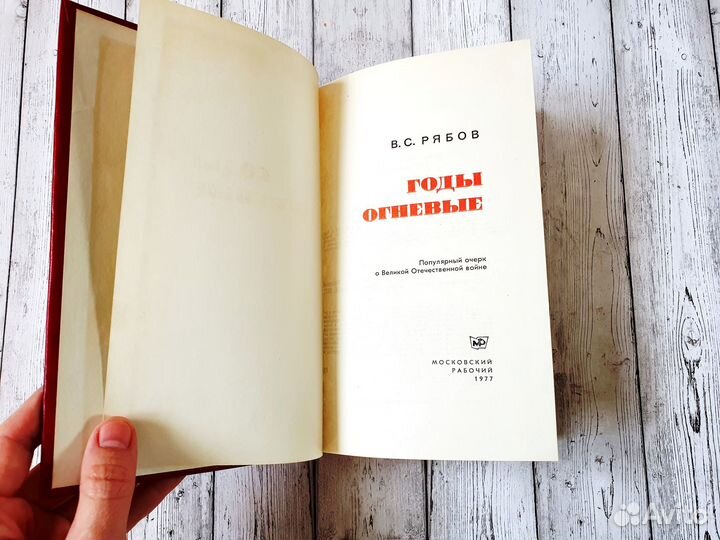 В. С. РЯБОВ
ГОДЫ
ОГНЕВЫЕ
Популярный очерк
о Великой Отечественной войне
МР
МОСКОВСКИЙ
РАБОЧИЙ
1977
Avito